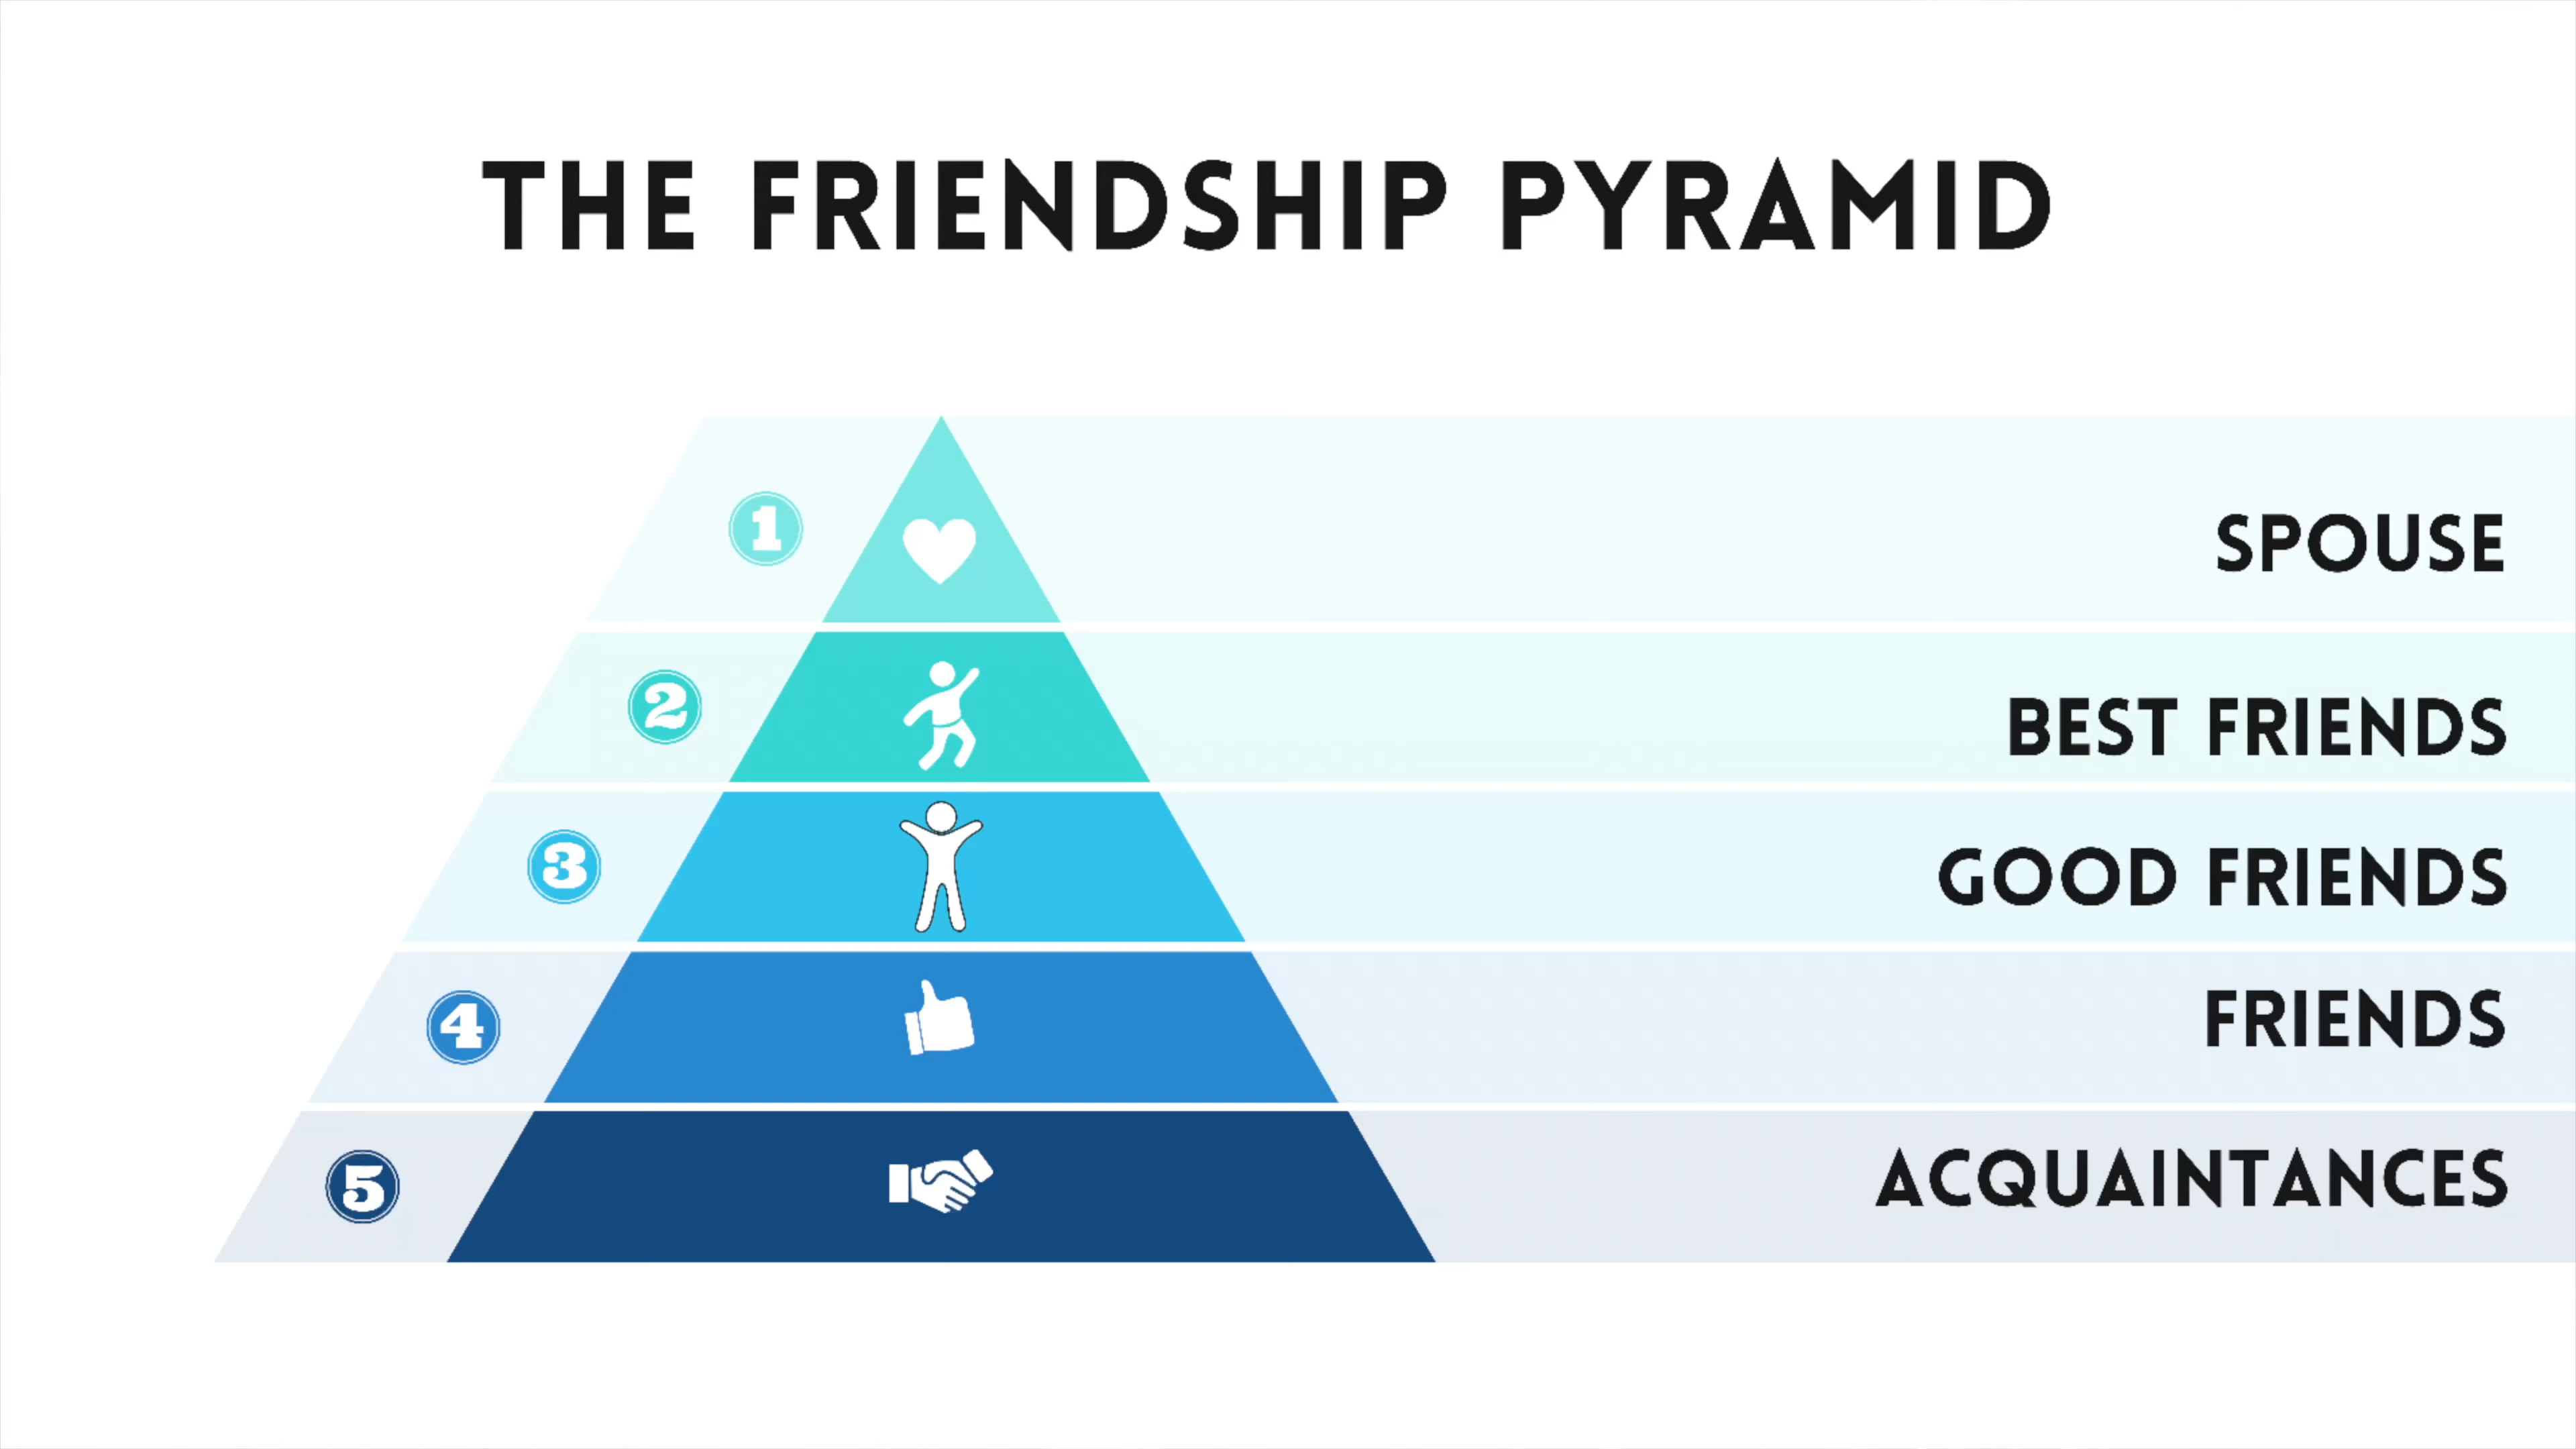 THE FRIENDSHIP PYRAMID
1 SPOUSE
2 BEST FRIENDS
3 GOOD FRIENDS
4 FRIENDS
5 ACQUAINTANCES